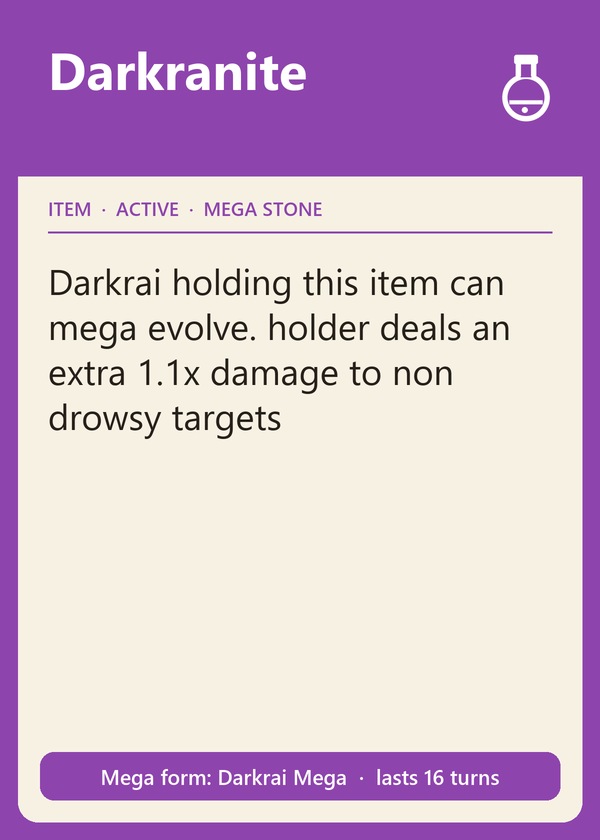 Darkranite
ITEM · ACTIVE · MEGA STONE
Darkrai holding this item can
mega evolve. holder deals an
extra 1.1x damage to non
drowsy targets
Mega form: Darkrai Mega · lasts 16 turns